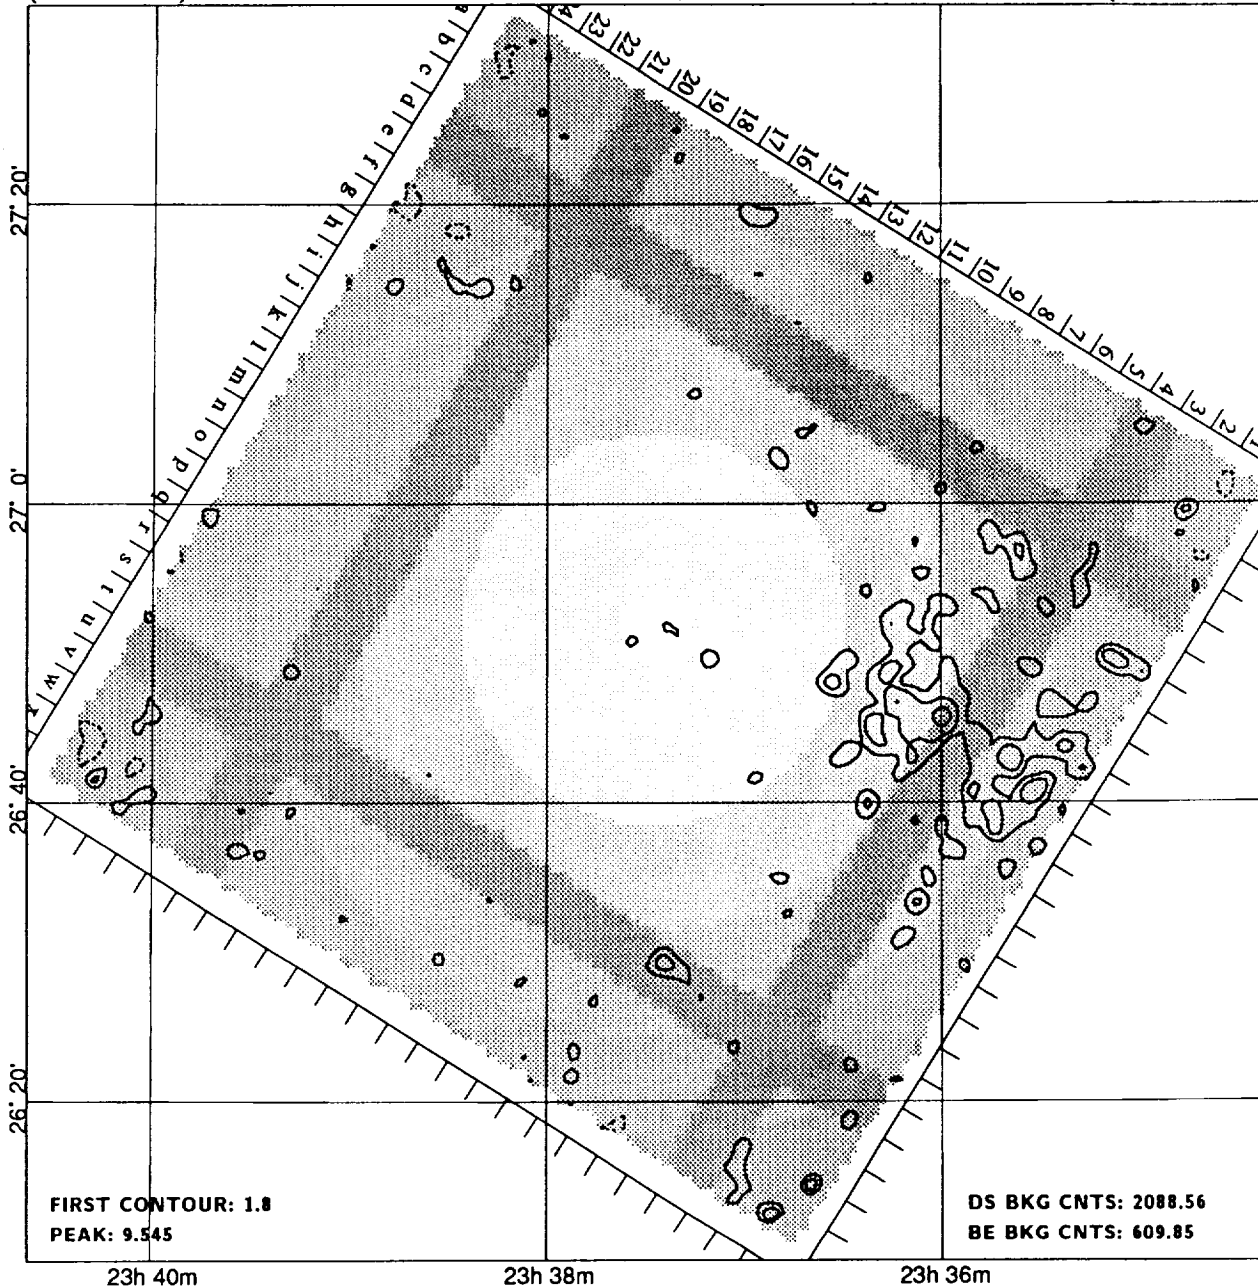 24 23 22 21 20 19 18 17 16 15 14 13 12 11 10 9 8 7 6 5 4 3 2 1
a b c d e f g h i j k l m n o p q r s t u v w x
27° 20'
27° 0'
26° 40'
26° 20'
FIRST CONTOUR: 1.8
PEAK: 9.545
DS BKG CNTS: 2088.56
BE BKG CNTS: 609.85
23h 40m
23h 38m
23h 36m